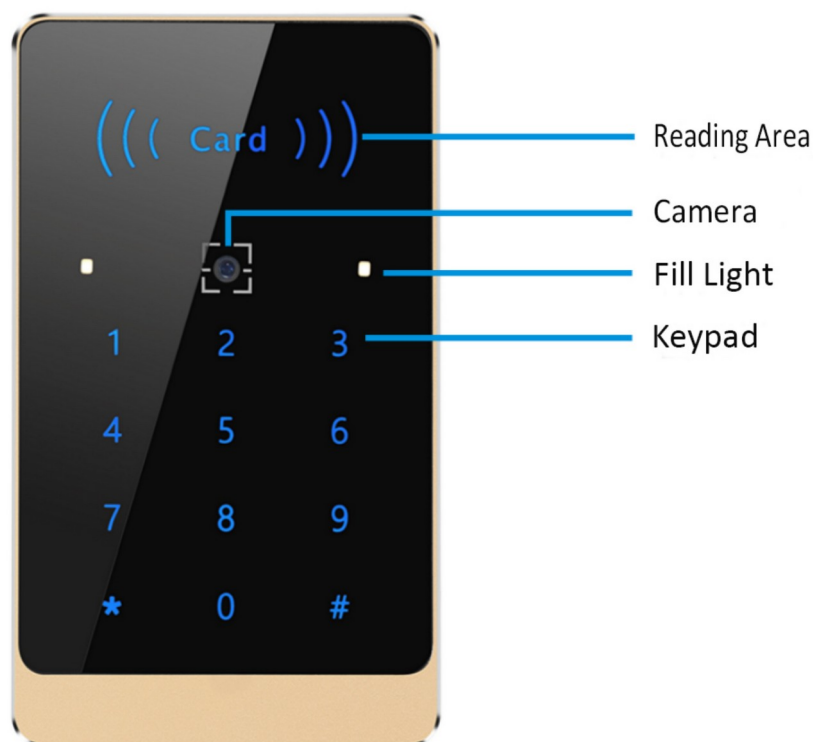 Card
Reading Area
Camera
Fill Light
1 2 3
Keypad
4 5 6
7 8 9
* 0 #